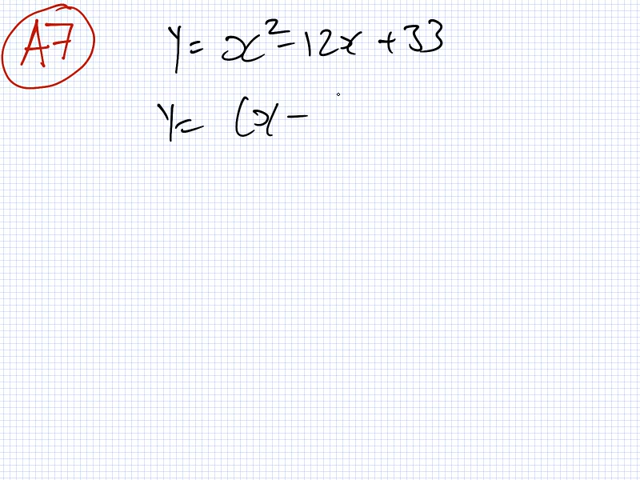 A7
y = x² - 12x + 33
y = (x -